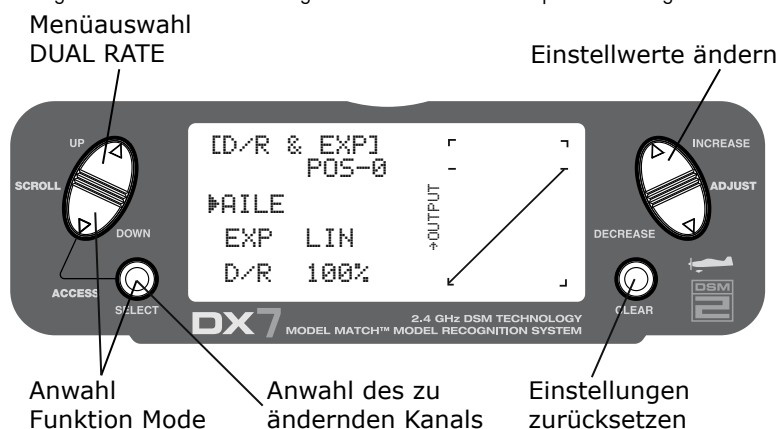 Menüauswahl
DUAL RATE
Einstellwerte ändern
UP
SCROLL
DOWN
ACCESS
SELECT
[D/R & EXP]
POS-0
AILE
EXP LIN
D/R 100%
→OUTPUT
INCREASE
ADJUST
DECREASE
CLEAR
DSM
2
DX7
2.4 GHz DSM TECHNOLOGY
MODEL MATCH™ MODEL RECOGNITION SYSTEM
Anwahl
Funktion Mode
Anwahl des zu
ändernden Kanals
Einstellungen
zurücksetzen